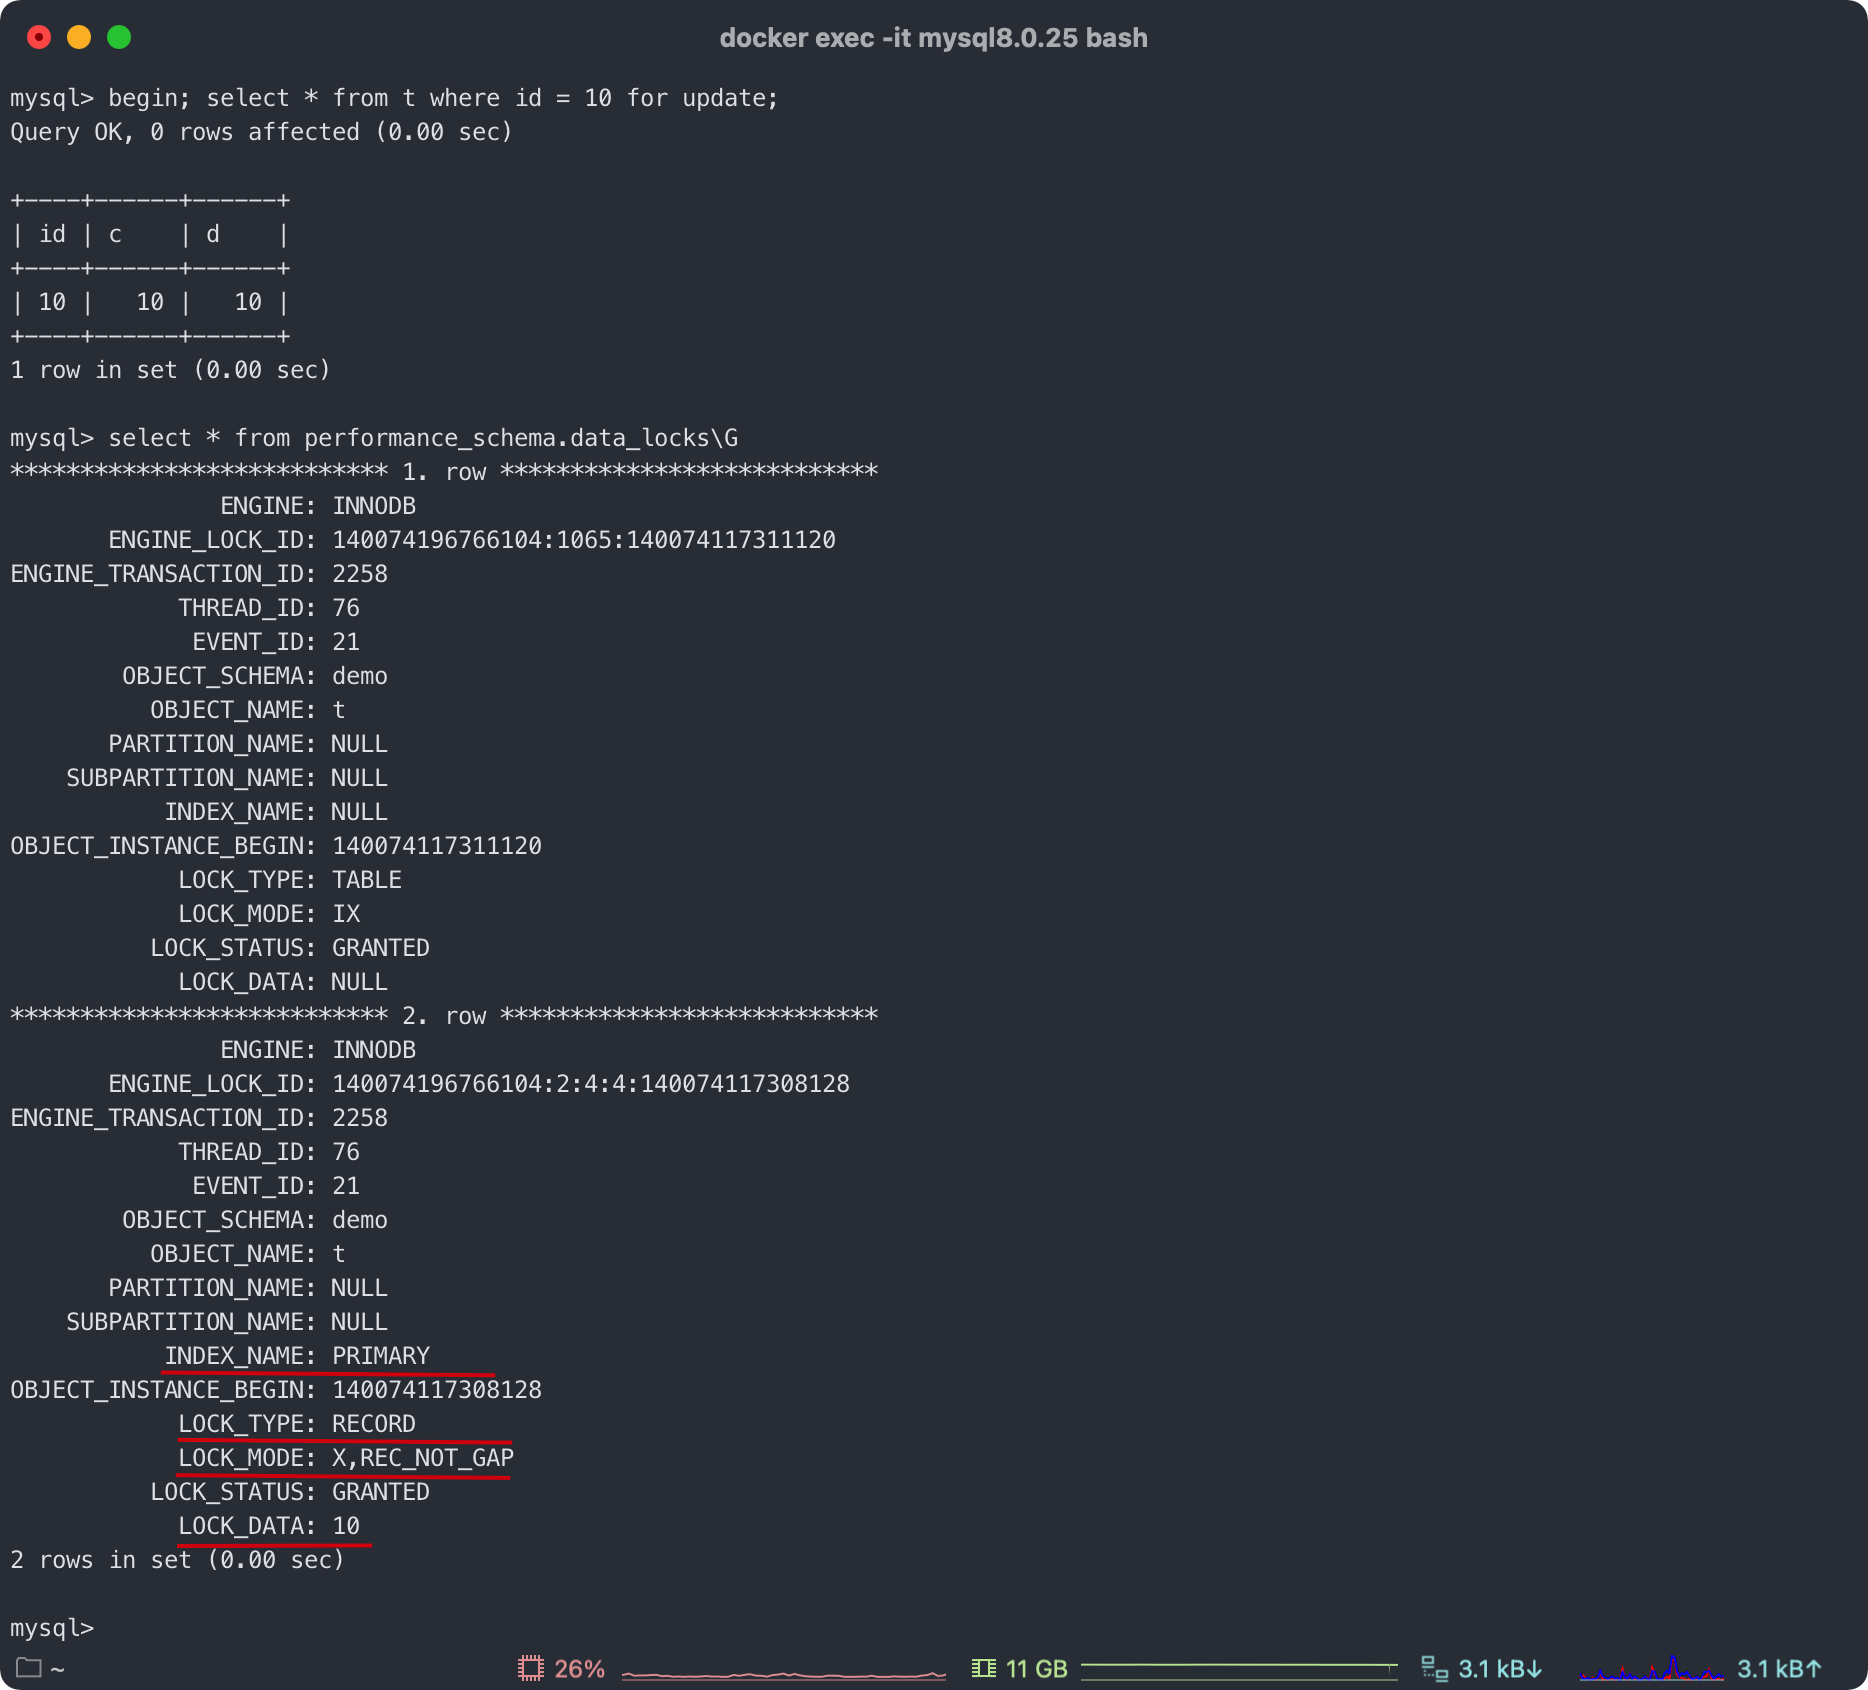 docker exec -it mysql8.0.25 bash
mysql> begin; select * from t where id = 10 for update;
Query OK, 0 rows affected (0.00 sec)
+----+------+------+
| id | c    | d    |
+----+------+------+
| 10 |   10 |   10 |
+----+------+------+
1 row in set (0.00 sec)
mysql> select * from performance_schema.data_locks\G
*************************** 1. row ***************************
               ENGINE: INNODB
       ENGINE_LOCK_ID: 140074196766104:1065:140074117311120
ENGINE_TRANSACTION_ID: 2258
            THREAD_ID: 76
             EVENT_ID: 21
        OBJECT_SCHEMA: demo
          OBJECT_NAME: t
       PARTITION_NAME: NULL
    SUBPARTITION_NAME: NULL
           INDEX_NAME: NULL
OBJECT_INSTANCE_BEGIN: 140074117311120
            LOCK_TYPE: TABLE
            LOCK_MODE: IX
          LOCK_STATUS: GRANTED
            LOCK_DATA: NULL
*************************** 2. row ***************************
               ENGINE: INNODB
       ENGINE_LOCK_ID: 140074196766104:2:4:4:140074117308128
ENGINE_TRANSACTION_ID: 2258
            THREAD_ID: 76
             EVENT_ID: 21
        OBJECT_SCHEMA: demo
          OBJECT_NAME: t
       PARTITION_NAME: NULL
    SUBPARTITION_NAME: NULL
           INDEX_NAME: PRIMARY
OBJECT_INSTANCE_BEGIN: 140074117308128
            LOCK_TYPE: RECORD
            LOCK_MODE: X,REC_NOT_GAP
          LOCK_STATUS: GRANTED
            LOCK_DATA: 10
2 rows in set (0.00 sec)
mysql>
~ 26% 11 GB 3.1 kB↓ 3.1 kB↑